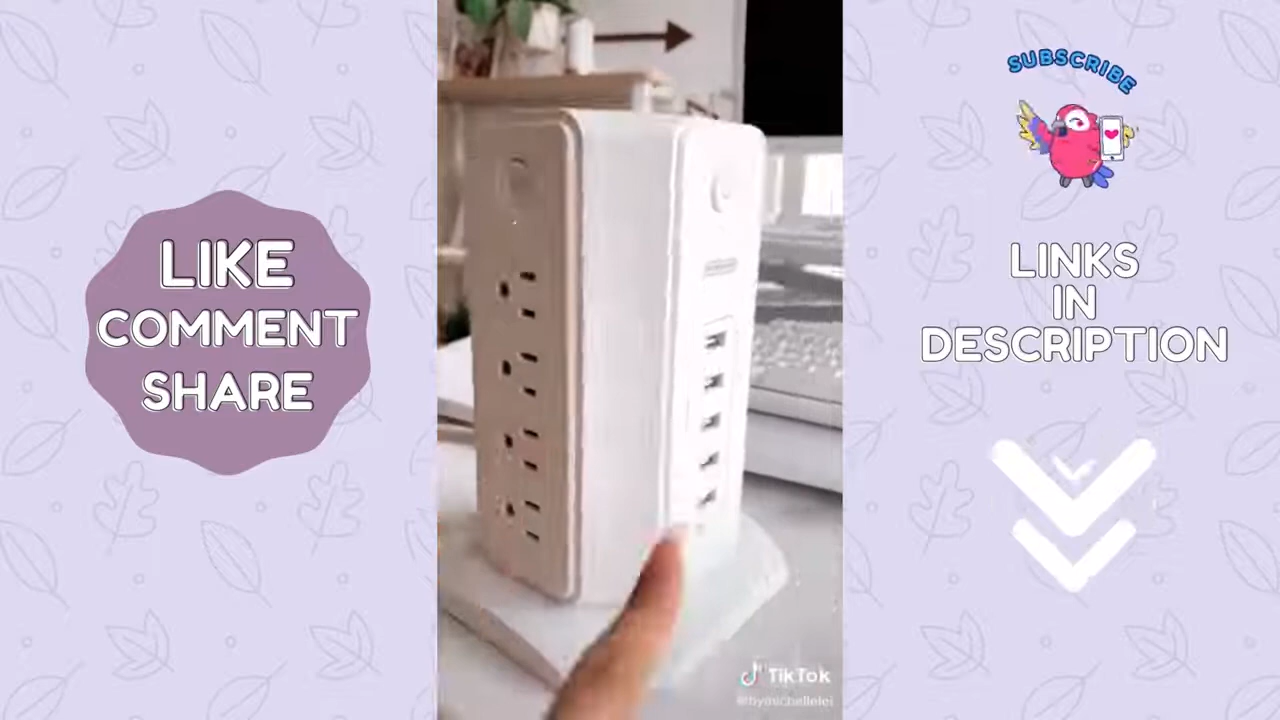 LIKE
COMMENT
SHARE
SUBSCRIBE
LINKS
IN
DESCRIPTION
TikTok